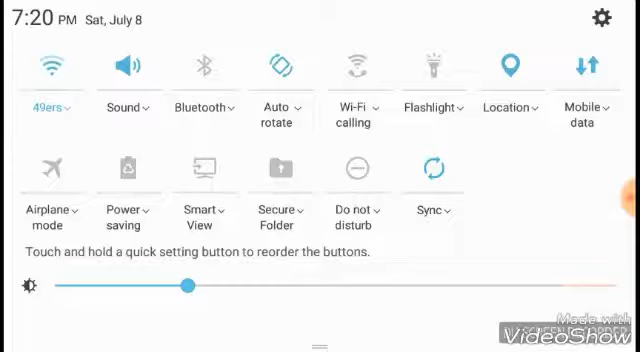 7:20 PM Sat, July 8
49ers Sound Bluetooth Auto rotate Wi-Fi calling Flashlight Location Mobile data
Airplane mode Power saving Smart View Secure Folder Do not disturb Sync
Touch and hold a quick setting button to reorder the buttons.
Made with
SCREEN RECORDER
VideoShow